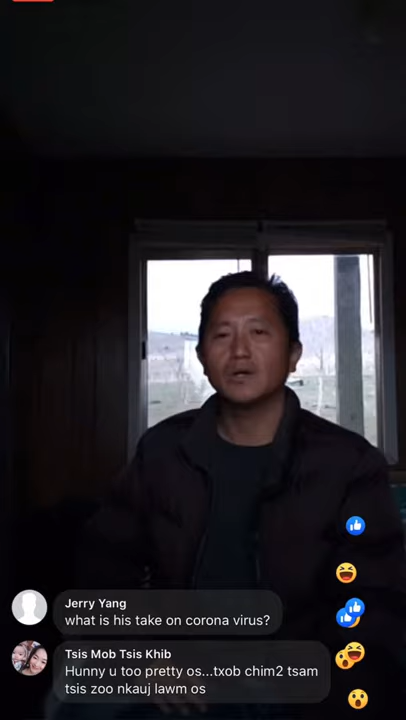 Jerry Yang
what is his take on corona virus?
Tsis Mob Tsis Khib
Hunny u too pretty os...txob chim2 tsam
tsis zoo nkauj lawm os